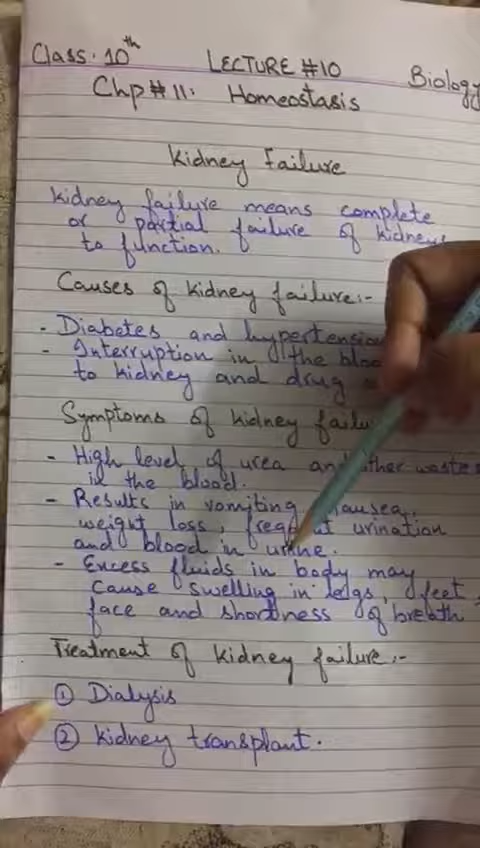 Class. 10th LECTURE #10 Biology
Chp # 11: Homeostasis
Kidney Failure
Kidney failure means complete
or partial failure of kidneys
to function.
Causes of kidney failure:-
- Diabetes and hypertension
- Interruption in the
to kidney and drug
Symptoms of kidney
- High level of urea and other waste
in the blood.
- Results in vomiting, nausea,
weight loss, urination
and blood in urine.
- Excess fluids in body may
cause swelling in legs, feet,
face and shortness of breath
Treatment of kidney failure:-
① Dialysis
② Kidney transplant.